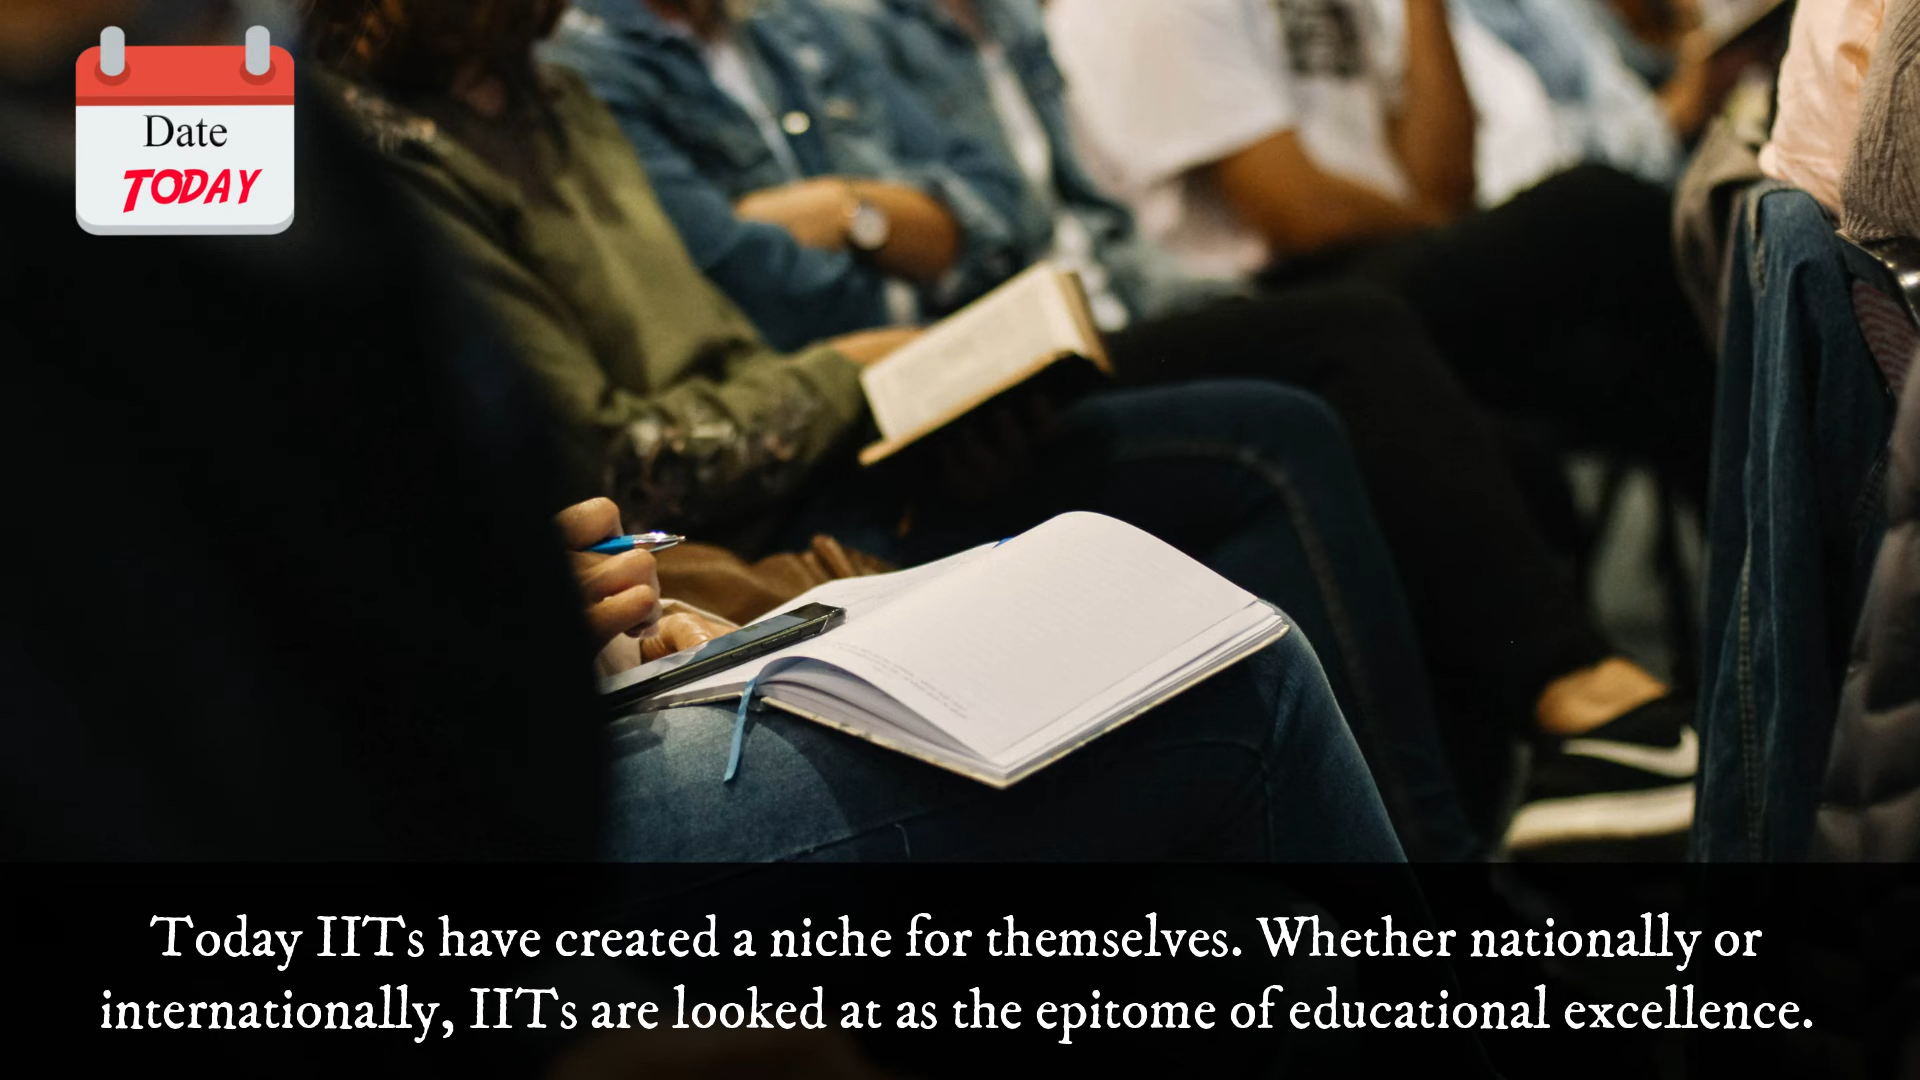 Date
TODAY
Today IITs have created a niche for themselves. Whether nationally or
internationally, IITs are looked at as the epitome of educational excellence.